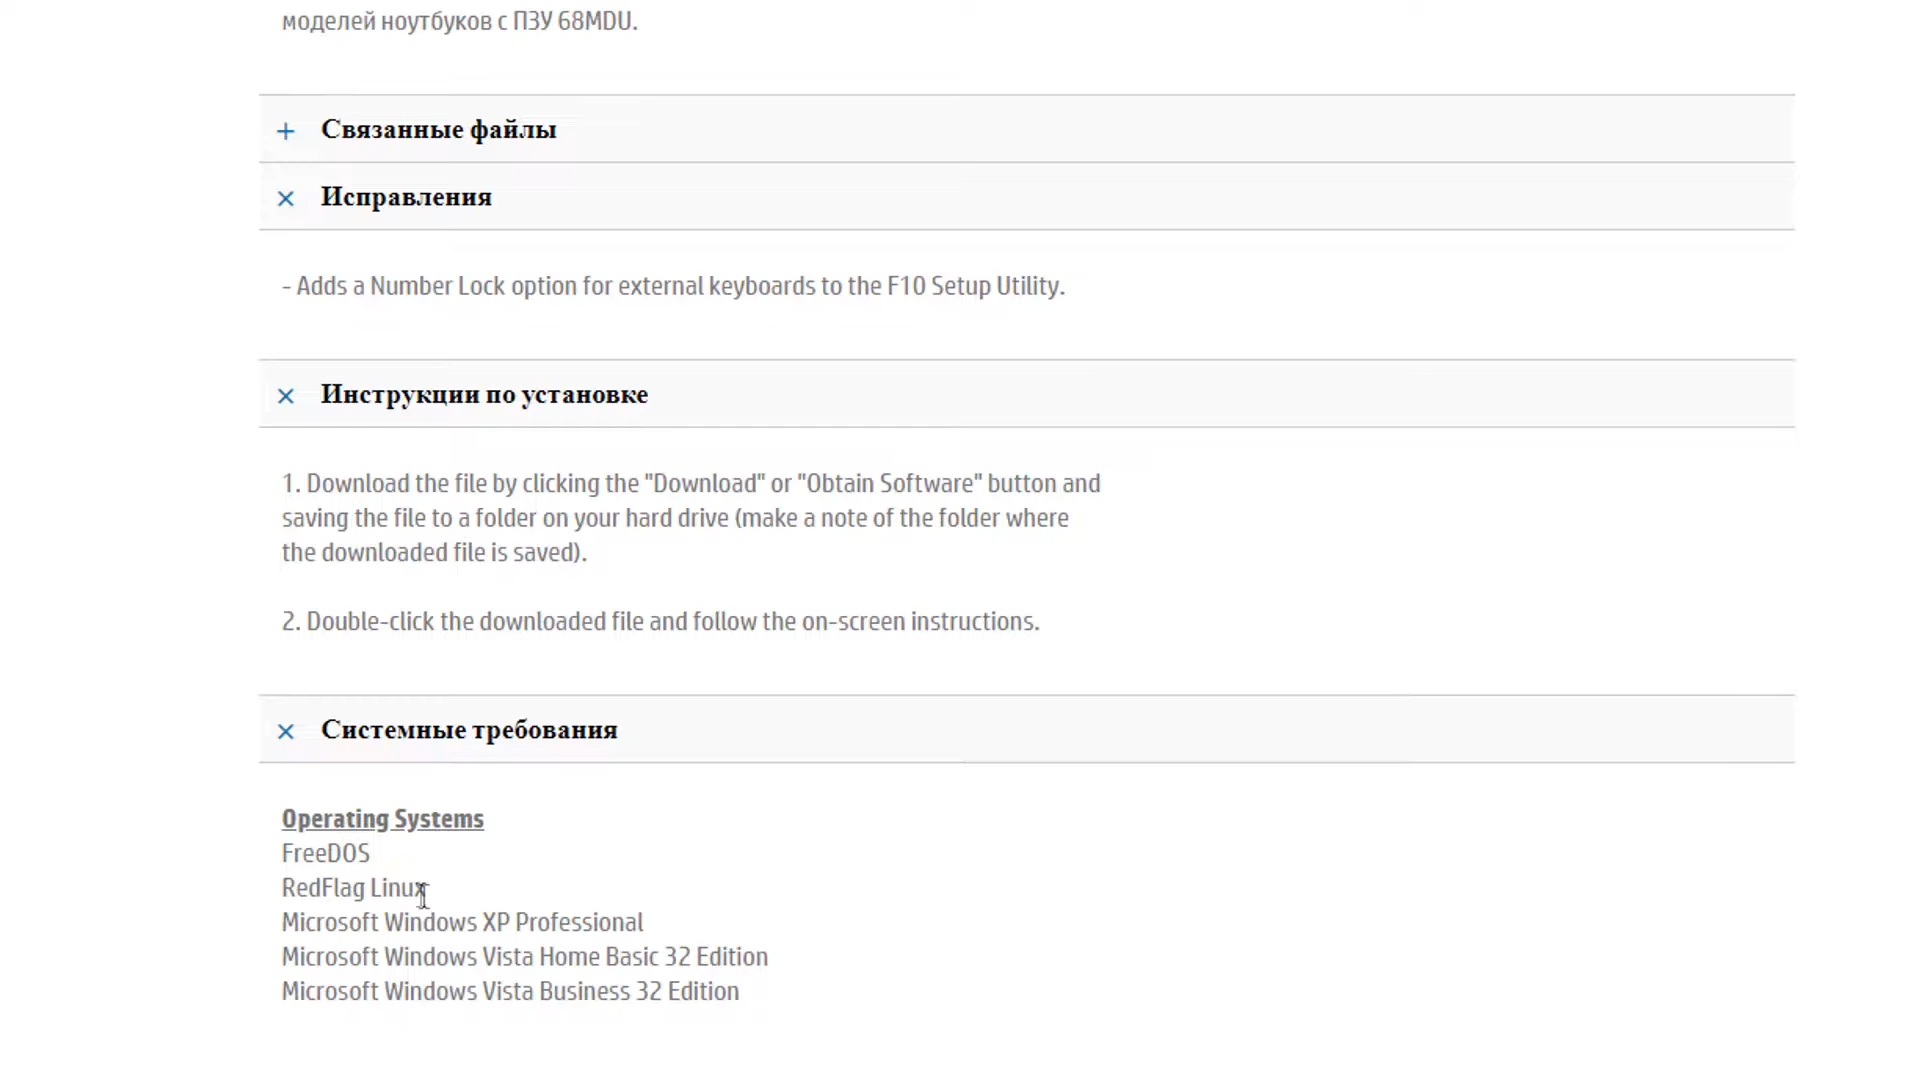 моделей ноутбуков с ПЗУ 68MDU.
Связанные файлы
Исправления
- Adds a Number Lock option for external keyboards to the F10 Setup Utility.
Инструкции по установке
1. Download the file by clicking the "Download" or "Obtain Software" button and
saving the file to a folder on your hard drive (make a note of the folder where
the downloaded file is saved).
2. Double-click the downloaded file and follow the on-screen instructions.
Системные требования
Operating Systems
FreeDOS
RedFlag Linux
Microsoft Windows XP Professional
Microsoft Windows Vista Home Basic 32 Edition
Microsoft Windows Vista Business 32 Edition